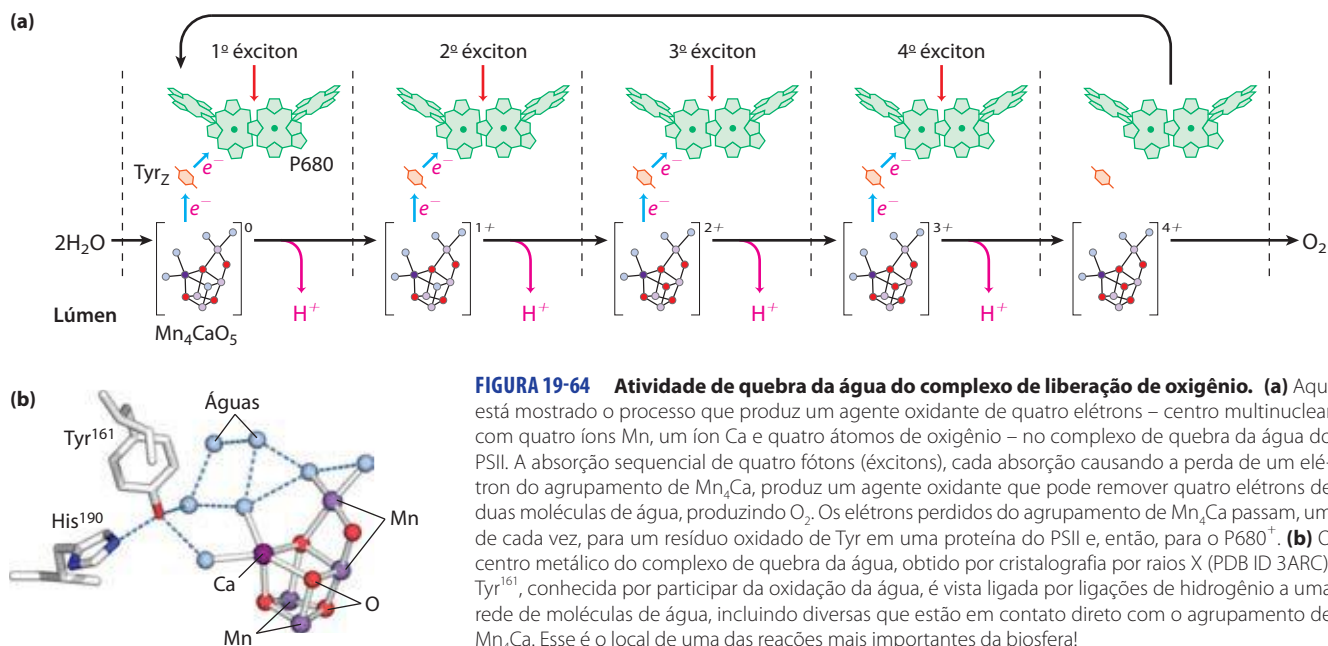 (a)
1º éxciton 2º éxciton 3º éxciton 4º éxciton
P680
Tyr_Z e⁻ e⁻ e⁻ e⁻
e⁻ e⁻ e⁻ e⁻
0 1+ 2+ 3+ 4+
2H₂O O₂
Lúmen H⁺ H⁺ H⁺ H⁺
Mn₄CaO₅
(b)
Águas
Tyr¹⁶¹
His¹⁹⁰
Mn
Ca
O
Mn
FIGURA 19-64 Atividade de quebra da água do complexo de liberação de oxigênio. (a) Aqu
está mostrado o processo que produz um agente oxidante de quatro elétrons – centro multinuclear
com quatro íons Mn, um íon Ca e quatro átomos de oxigênio – no complexo de quebra da água do
PSII. A absorção sequencial de quatro fótons (éxcitons), cada absorção causando a perda de um elé-
tron do agrupamento de Mn₄Ca, produz um agente oxidante que pode remover quatro elétrons de
duas moléculas de água, produzindo O₂. Os elétrons perdidos do agrupamento de Mn₄Ca passam, um
de cada vez, para um resíduo oxidado de Tyr em uma proteína do PSII e, então, para o P680⁺. (b) O
centro metálico do complexo de quebra da água, obtido por cristalografia por raios X (PDB ID 3ARC)
Tyr¹⁶¹, conhecida por participar da oxidação da água, é vista ligada por ligações de hidrogênio a uma
rede de moléculas de água, incluindo diversas que estão em contato direto com o agrupamento de
Mn₄Ca. Esse é o local de uma das reações mais importantes da biosfera!